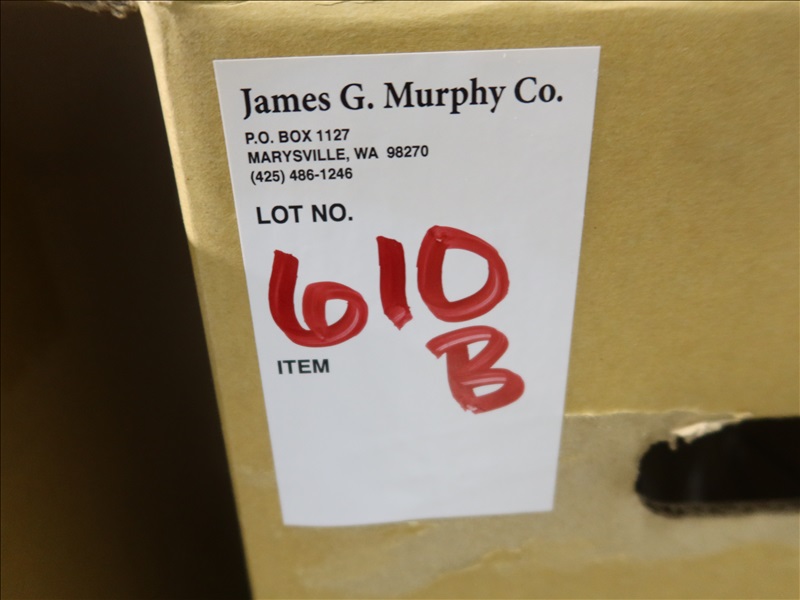 James G. Murphy Co.
P.O. BOX 1127
MARYSVILLE, WA 98270
(425) 486-1246
LOT NO.
610
B
ITEM